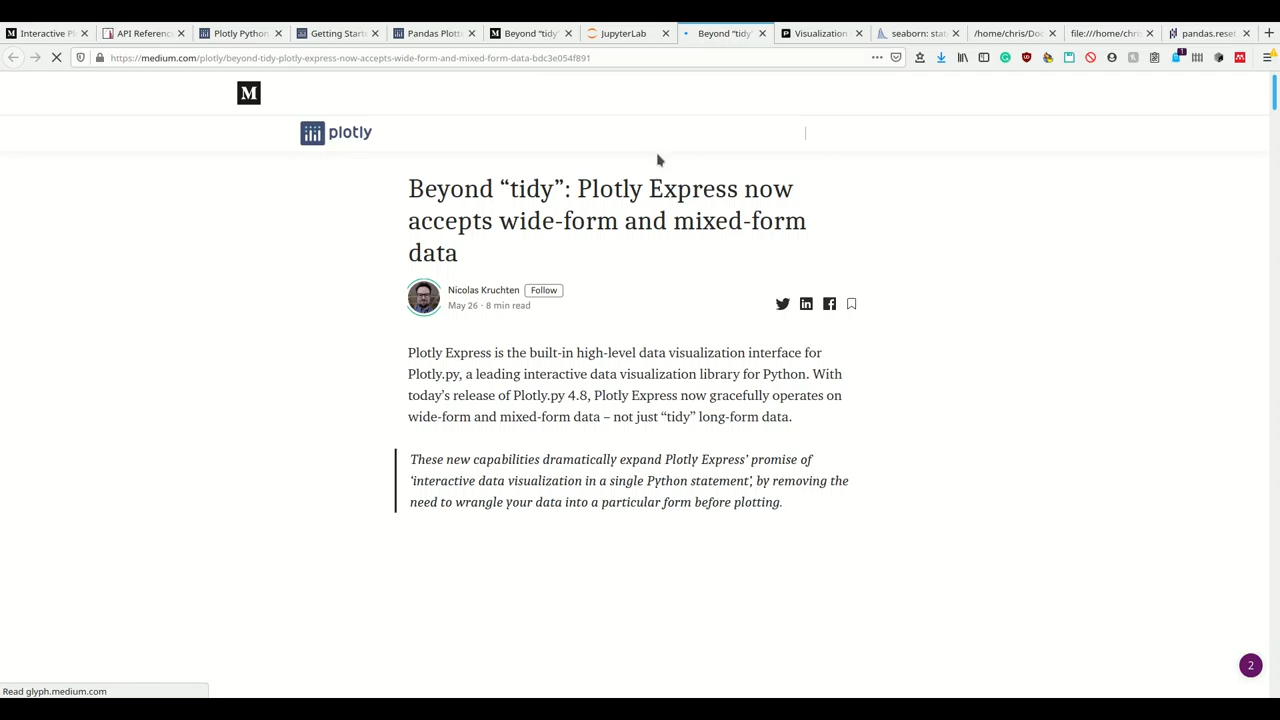 Interactive Pl
API Referenc
Plotly Python
Getting Start
Pandas Plott
Beyond “tidy”
JupyterLab
Beyond “tidy”
Visualization
seaborn: stat
/home/chris/Doc
file:///home/chris
pandas.reset
https://medium.com/plotly/beyond-tidy-plotly-express-now-accepts-wide-form-and-mixed-form-data-bdc3e054f891
1
M
plotly
Beyond “tidy”: Plotly Express now
accepts wide-form and mixed-form
data
Nicolas Kruchten Follow
May 26 · 8 min read
Plotly Express is the built-in high-level data visualization interface for
Plotly.py, a leading interactive data visualization library for Python. With
today’s release of Plotly.py 4.8, Plotly Express now gracefully operates on
wide-form and mixed-form data – not just “tidy” long-form data.
These new capabilities dramatically expand Plotly Express’ promise of
‘interactive data visualization in a single Python statement’, by removing the
need to wrangle your data into a particular form before plotting.
2
Read glyph.medium.com